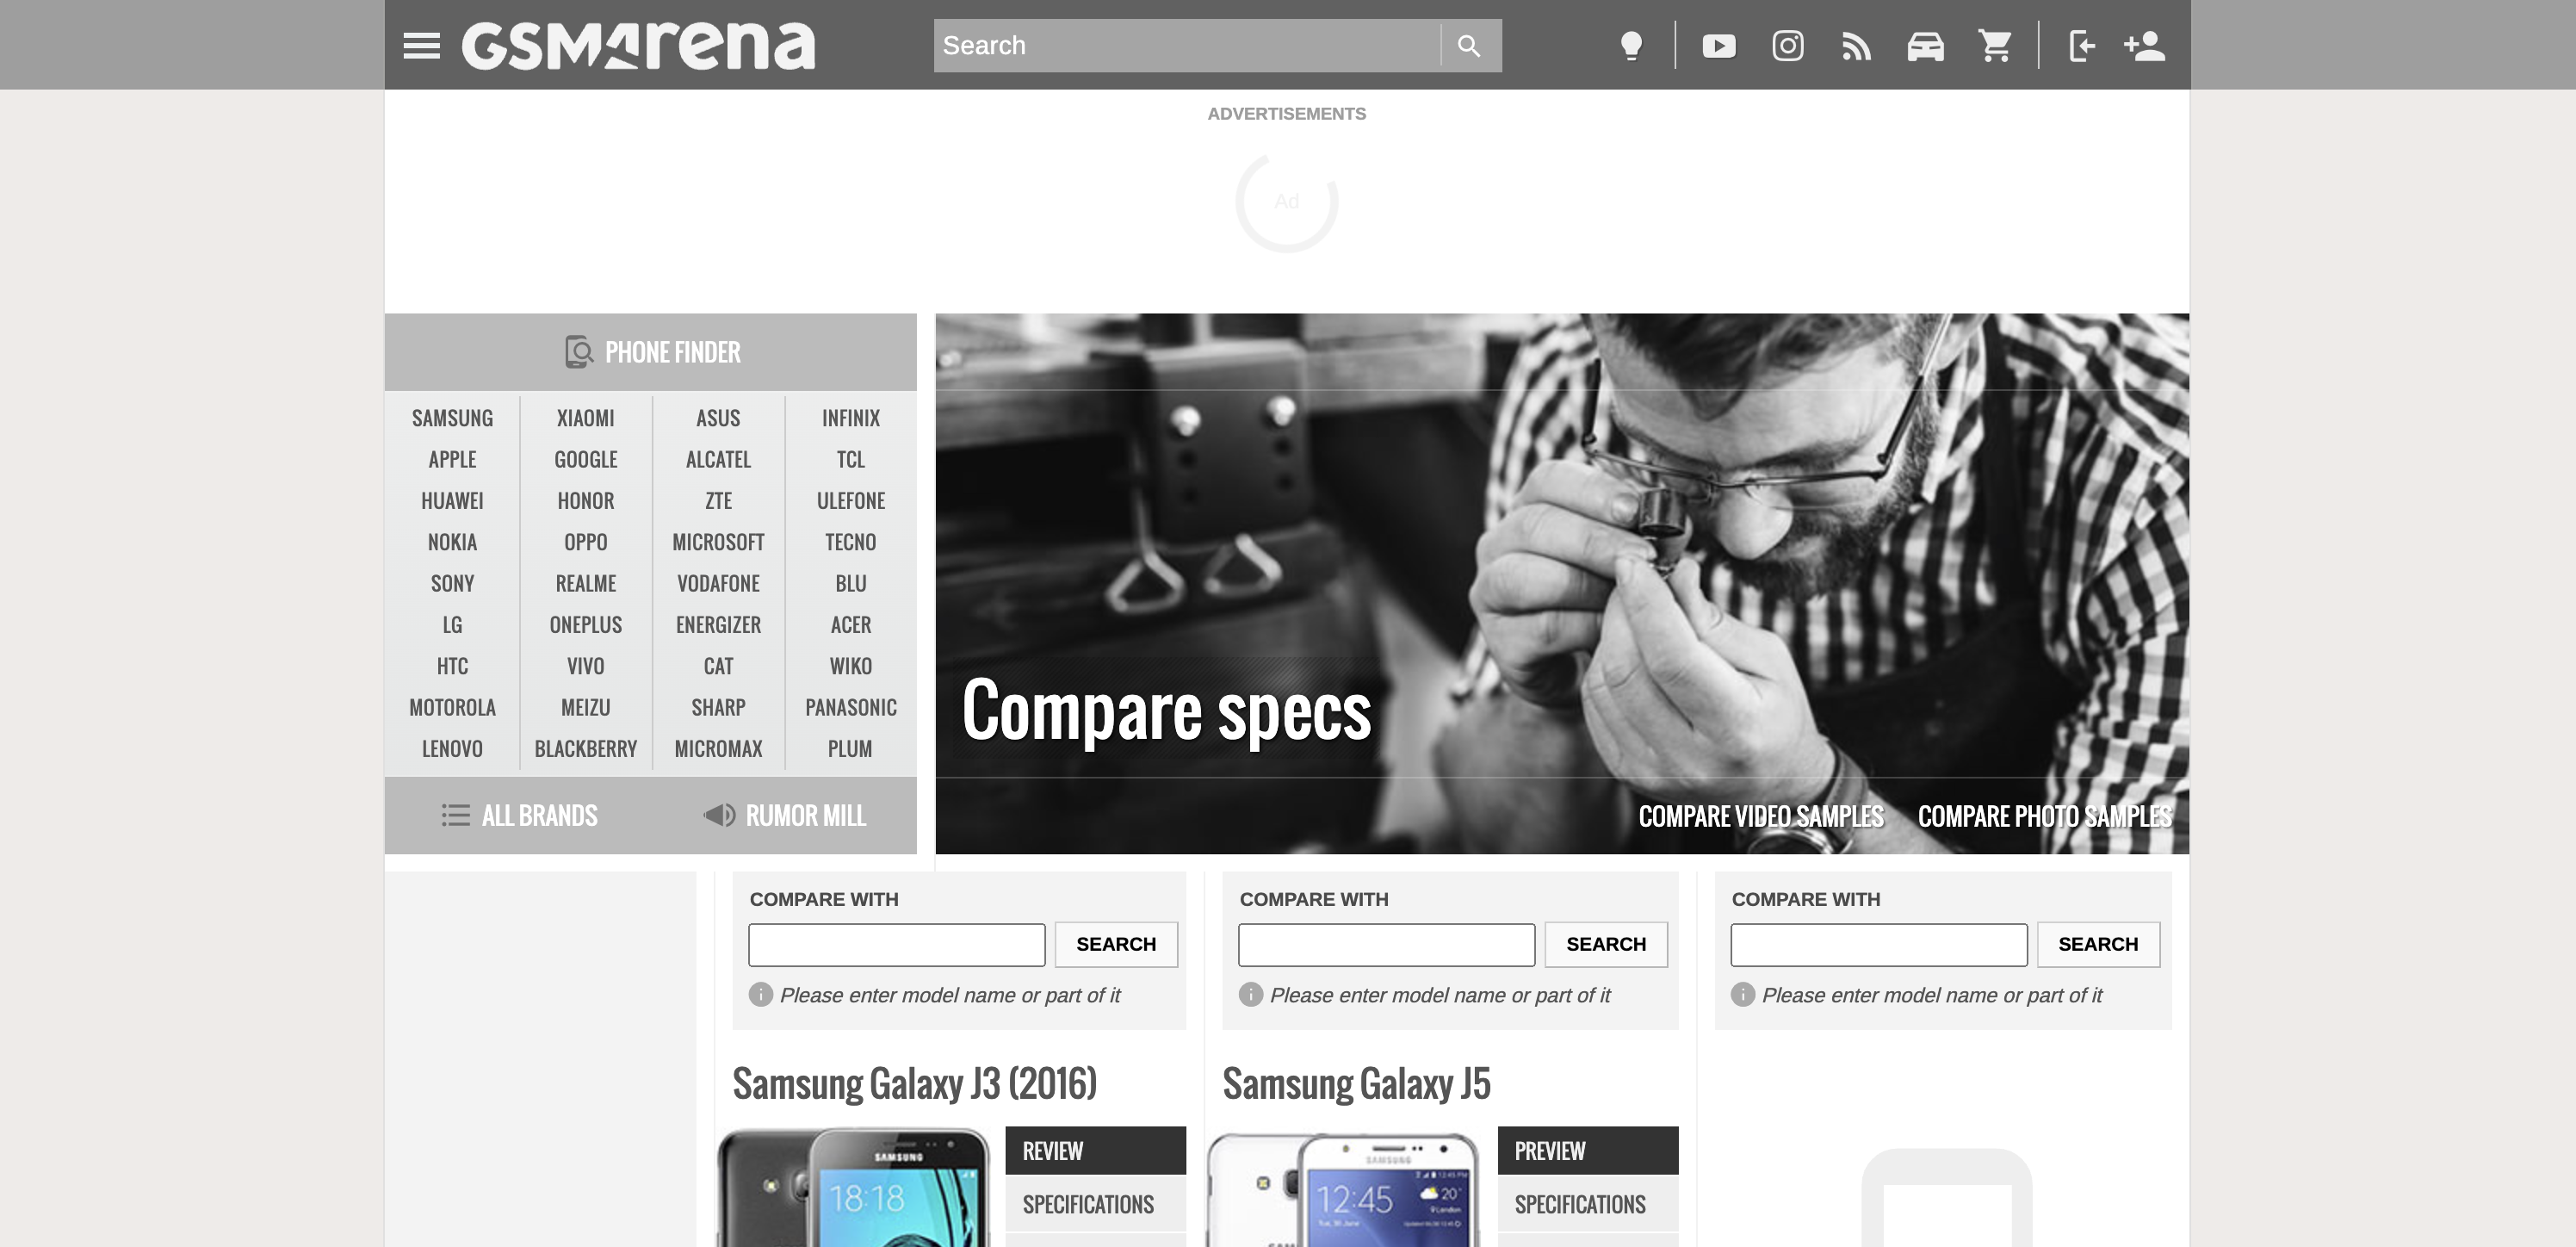 GSMArena
Search
ADVERTISEMENTS
Ad
PHONE FINDER
SAMSUNG XIAOMI ASUS INFINIX
APPLE GOOGLE ALCATEL TCL
HUAWEI HONOR ZTE ULEFONE
NOKIA OPPO MICROSOFT TECNO
SONY REALME VODAFONE BLU
LG ONEPLUS ENERGIZER ACER
HTC VIVO CAT WIKO
MOTOROLA MEIZU SHARP PANASONIC
LENOVO BLACKBERRY MICROMAX PLUM
ALL BRANDS RUMOR MILL
Compare specs
COMPARE VIDEO SAMPLES COMPARE PHOTO SAMPLES
COMPARE WITH COMPARE WITH COMPARE WITH
SEARCH SEARCH SEARCH
Please enter model name or part of it Please enter model name or part of it Please enter model name or part of it
Samsung Galaxy J3 (2016) Samsung Galaxy J5
SAMSUNG REVIEW SAMSUNG PREVIEW
18:18 SPECIFICATIONS 12:45 20° SPECIFICATIONS